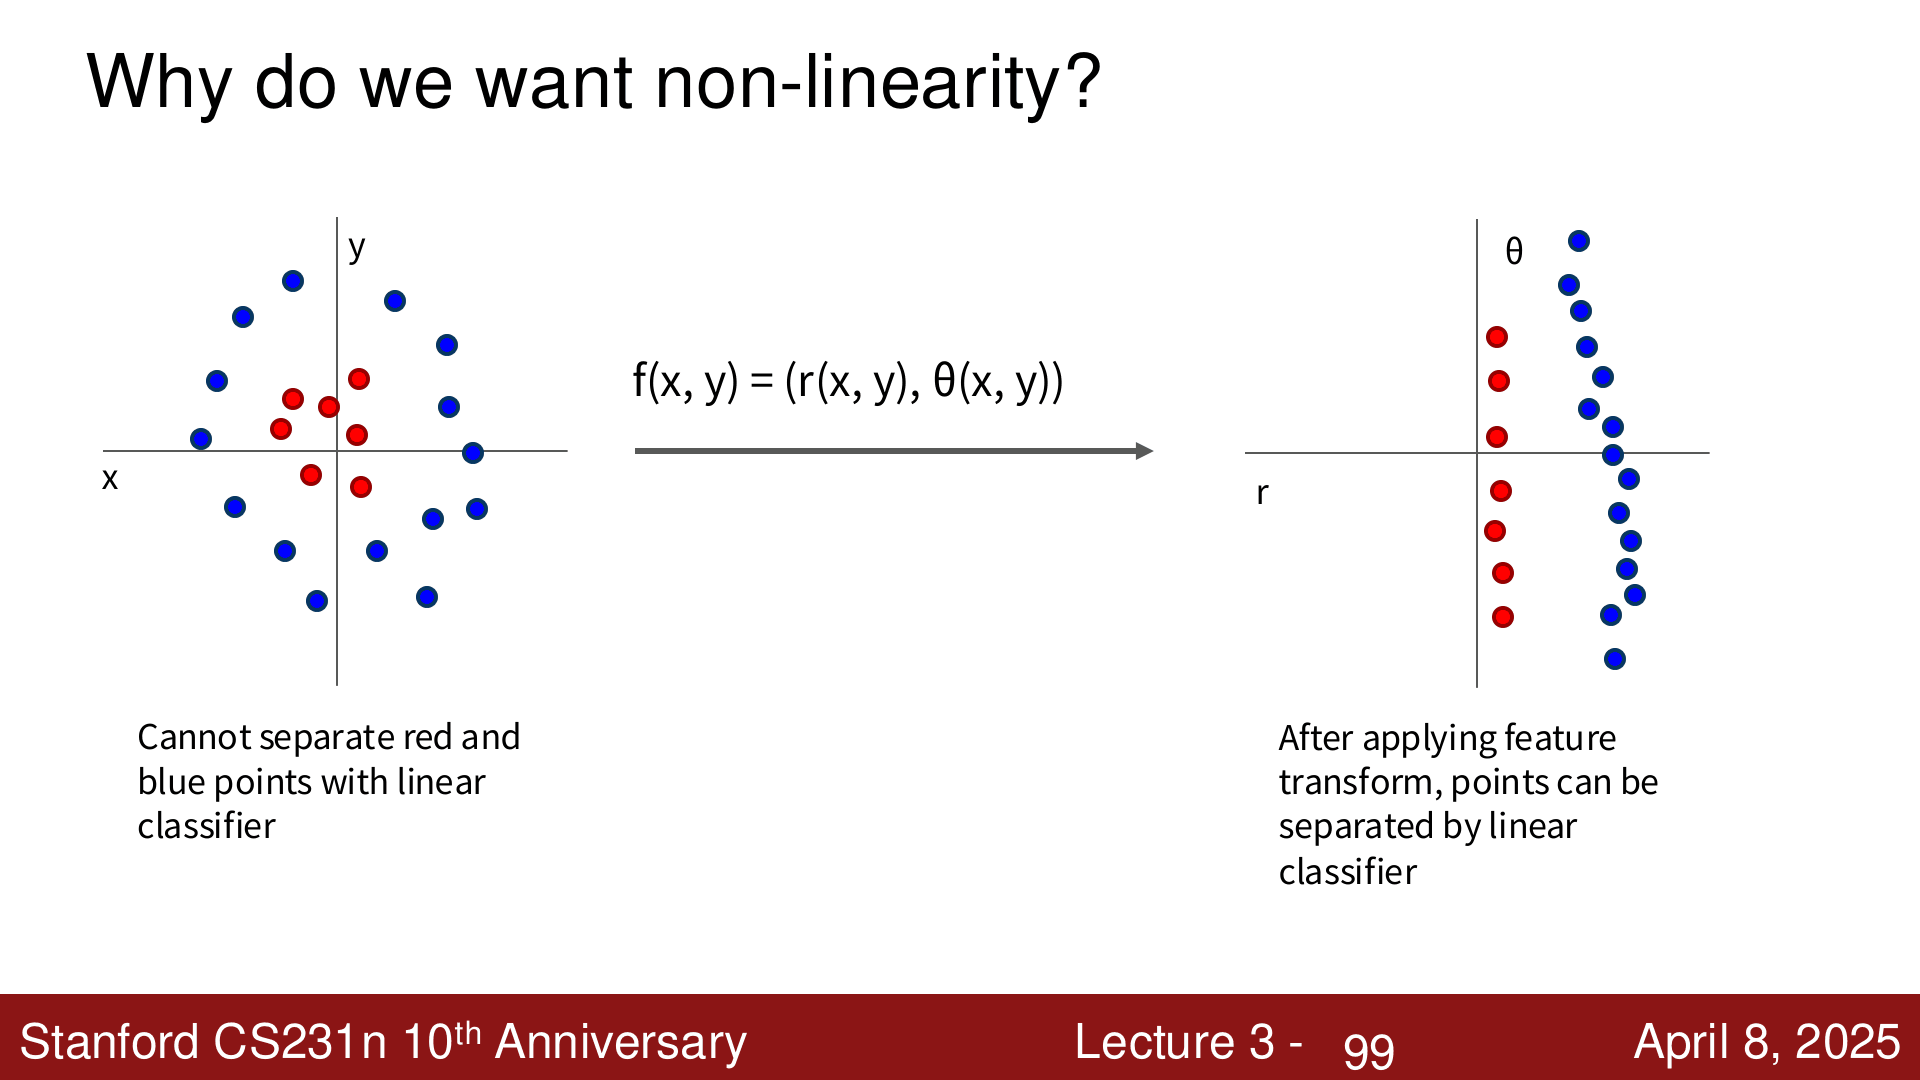 Why do we want non-linearity?
y
x
Cannot separate red and
blue points with linear
classifier
f(x, y) = (r(x, y), θ(x, y))
θ
r
After applying feature
transform, points can be
separated by linear
classifier
Stanford CS231n 10th Anniversary
Lecture 3 - 99
April 8, 2025